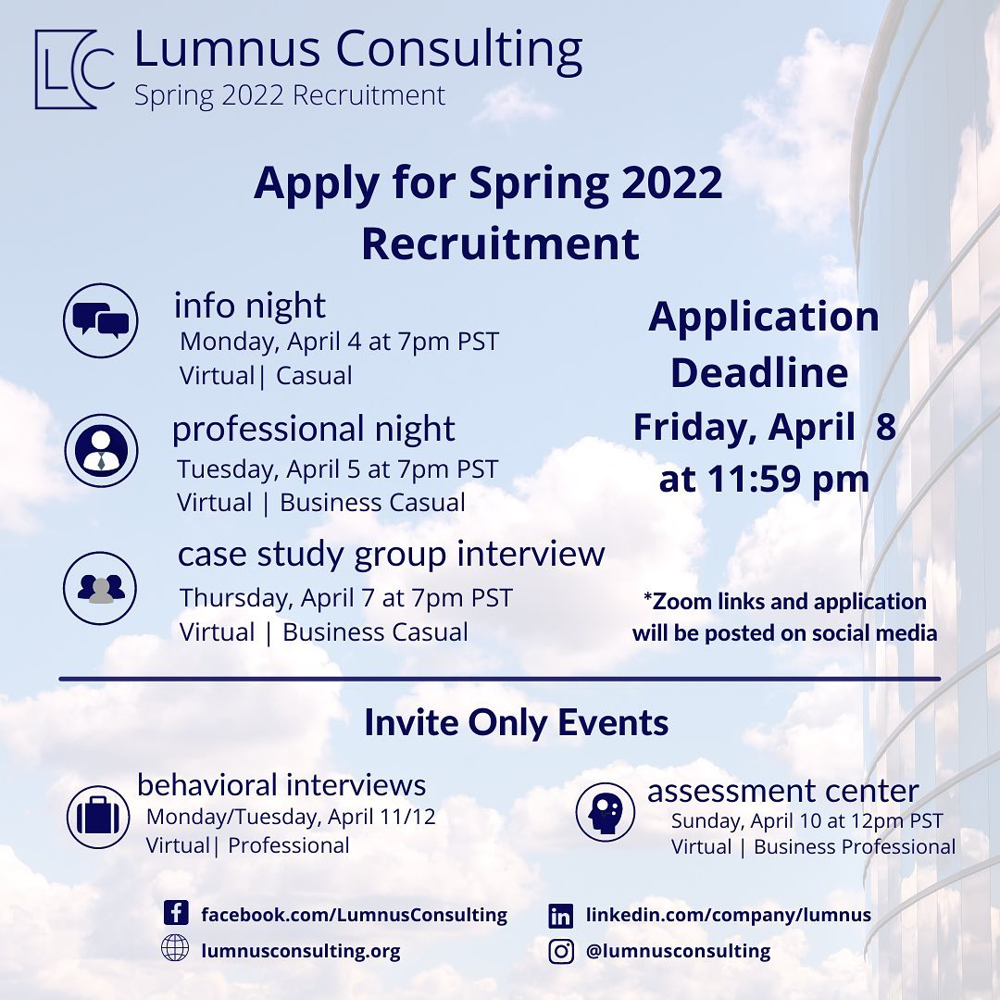 LC
Lumnus Consulting
Spring 2022 Recruitment
Apply for Spring 2022
Recruitment
info night
Monday, April 4 at 7pm PST
Virtual| Casual
professional night
Tuesday, April 5 at 7pm PST
Virtual | Business Casual
case study group interview
Thursday, April 7 at 7pm PST
Virtual | Business Casual
Application
Deadline
Friday, April 8
at 11:59 pm
*Zoom links and application
will be posted on social media
Invite Only Events
behavioral interviews
Monday/Tuesday, April 11/12
Virtual| Professional
assessment center
Sunday, April 10 at 12pm PST
Virtual | Business Professional
facebook.com/LumnusConsulting
lumnusconsulting.org
linkedin.com/company/lumnus
@lumnusconsulting